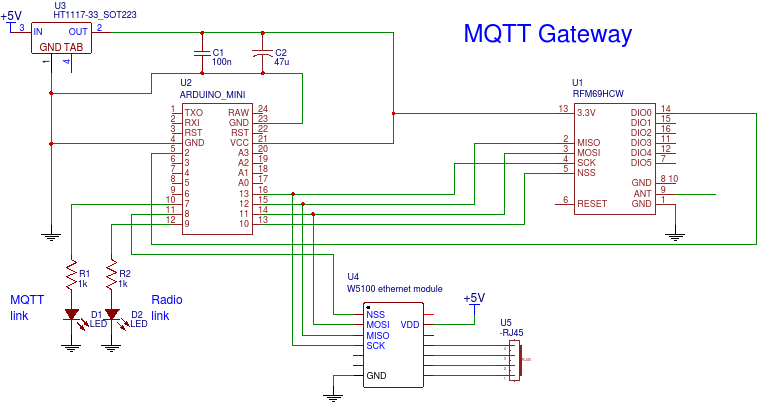 MQTT Gateway
+5V
U3
HT1117-33_SOT223
3 IN OUT 2
GND TAB
1 4
C1
100n
C2
47u
U2
ARDUINO_MINI
1 TXO RAW 24
2 RXI GND 23
3 RST RST 22
4 GND VCC 21
5 2 A3 20
6 3 A2 19
7 4 A1 18
8 5 A0 17
9 6 13 16
10 7 12 15
11 8 11 14
12 9 10 13
U1
RFM69HCW
13 3.3V DIO0 14
DIO1 15
DIO2 16
2 MISO DIO3 11
3 MOSI DIO4 12
4 SCK DIO5 7
5 NSS
GND 8 10
ANT 9
6 RESET GND 1
R1
1k
R2
1k
MQTT
link
D1
LED
D2
LED
Radio
link
U4
W5100 ethernet module
NSS
MOSI VDD
MISO
SCK
GND
+5V
U5
-RJ45